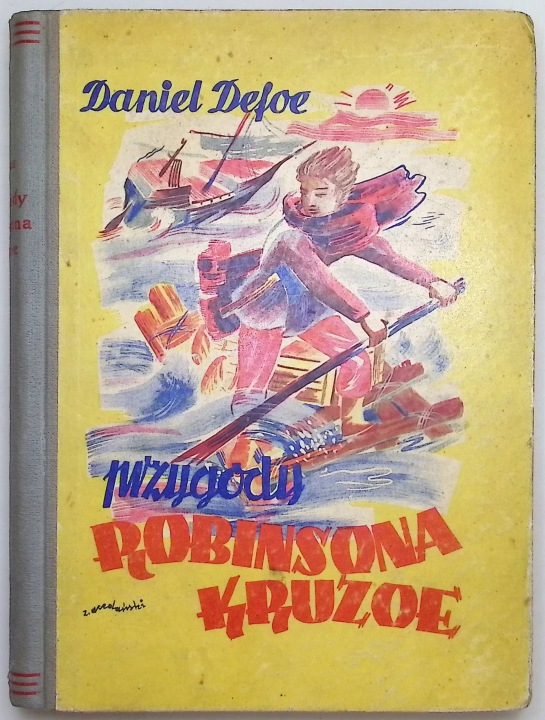 Daniel Defoe
przygody
ROBINSONA
KRUZOE